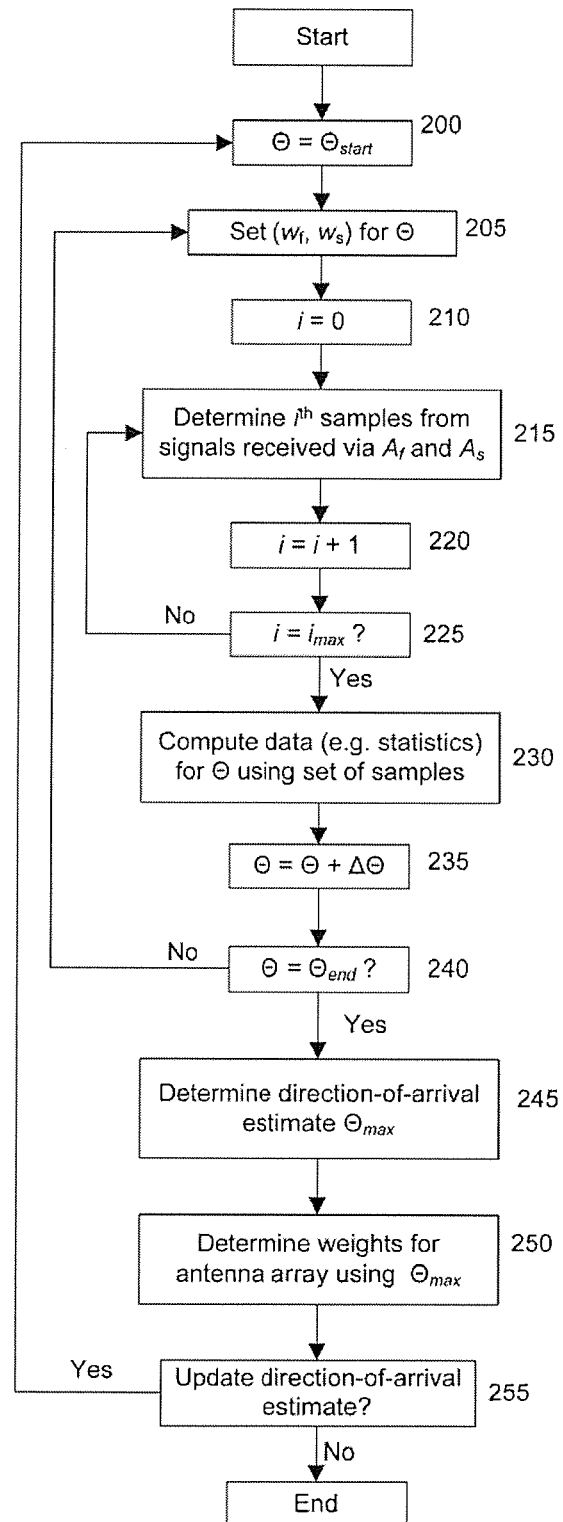 Start
Θ = Θstart
200
Set (wf, ws) for Θ
205
i = 0
210
Determine ith samples from
signals received via Af and As
215
i = i + 1
220
No
i = imax ?
225
Yes
Compute data (e.g. statistics)
for Θ using set of samples
230
Θ = Θ + ΔΘ
235
No
Θ = Θend ?
240
Yes
Determine direction-of-arrival
estimate Θmax
245
Determine weights for
antenna array using Θmax
250
Yes
Update direction-of-arrival
estimate?
255
No
End